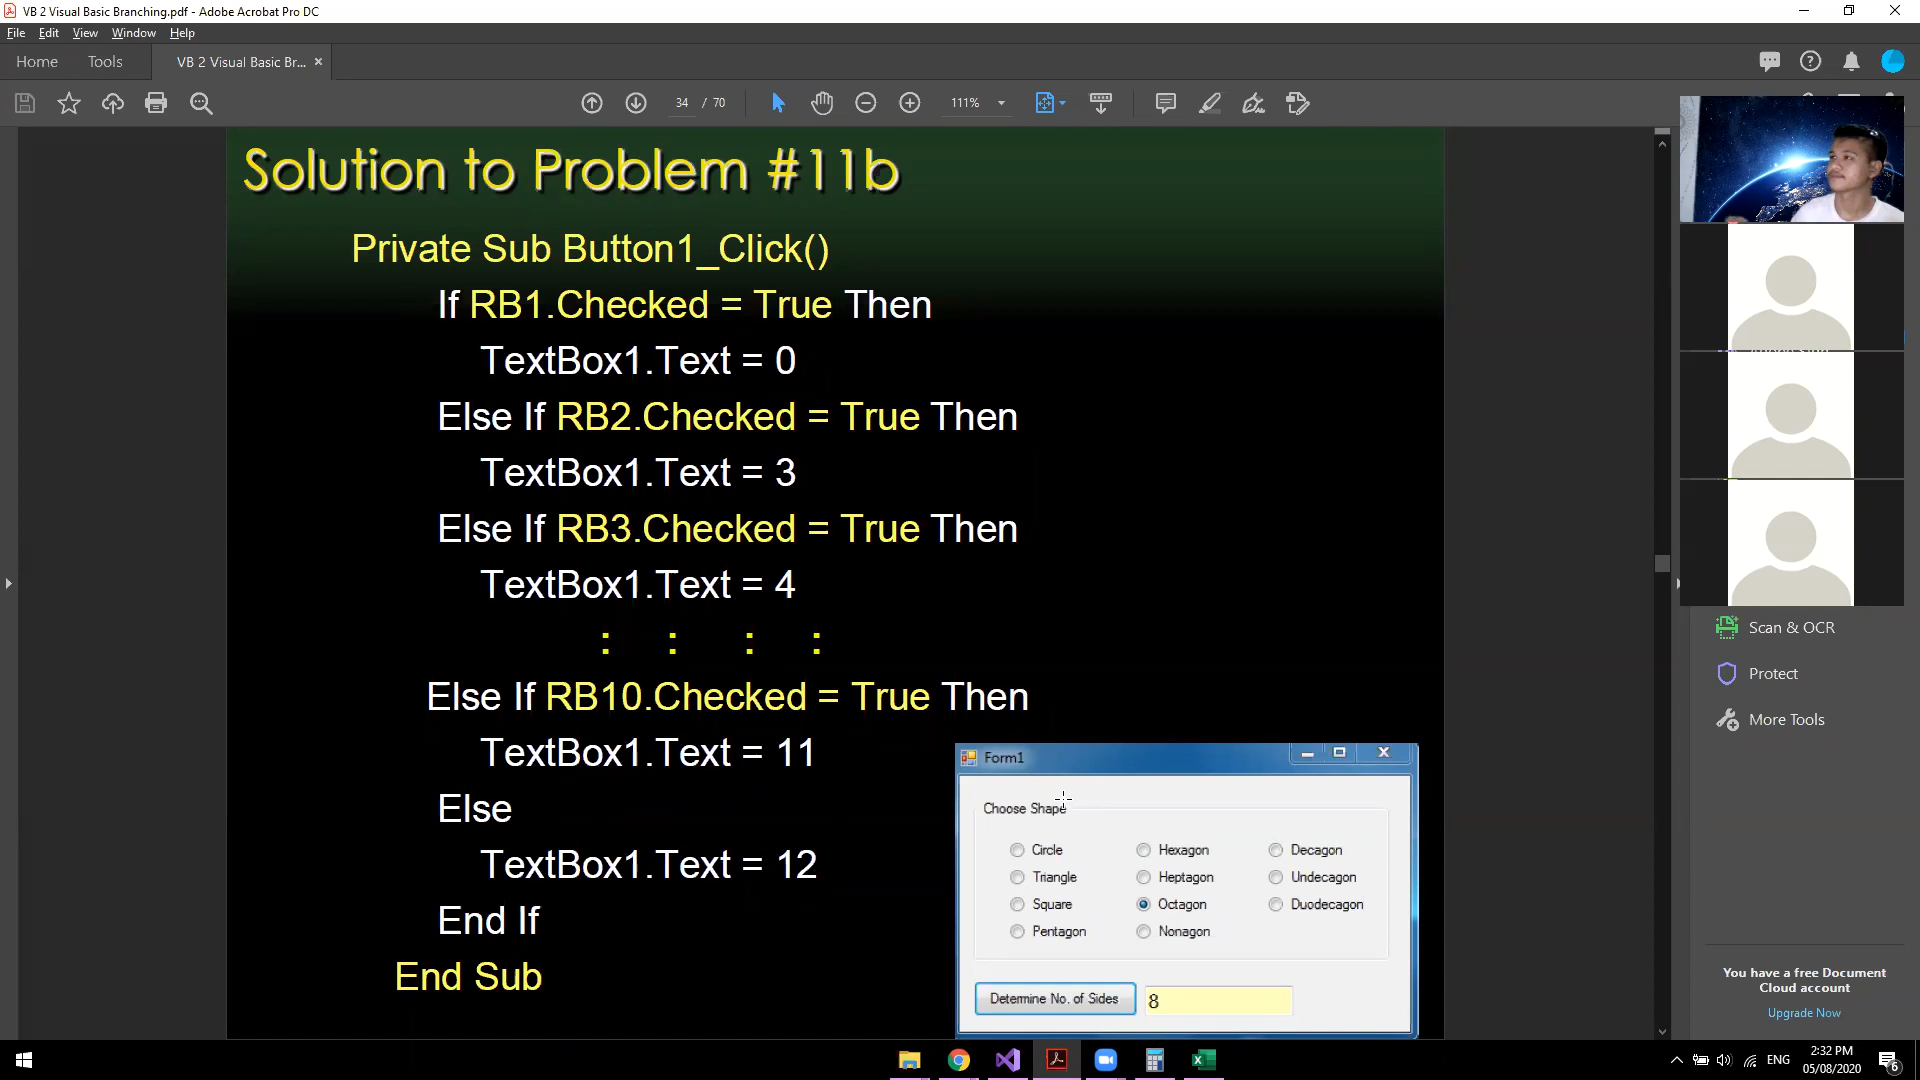 VB 2 Visual Basic Branching.pdf - Adobe Acrobat Pro DC
File Edit View Window Help
Home Tools VB 2 Visual Basic Br... ×
34 / 70 111%
Solution to Problem #11b
Private Sub Button1_Click()
If RB1.Checked = True Then
TextBox1.Text = 0
Else If RB2.Checked = True Then
TextBox1.Text = 3
Else If RB3.Checked = True Then
TextBox1.Text = 4
: : : :
Else If RB10.Checked = True Then
TextBox1.Text = 11
Else
TextBox1.Text = 12
End If
End Sub
Form1
Choose Shape
Circle Hexagon Decagon
Triangle Heptagon Undecagon
Square Octagon Duodecagon
Pentagon Nonagon
Determine No. of Sides 8
Scan & OCR
Protect
More Tools
You have a free Document
Cloud account
Upgrade Now
ENG
2:32 PM
05/08/2020
6